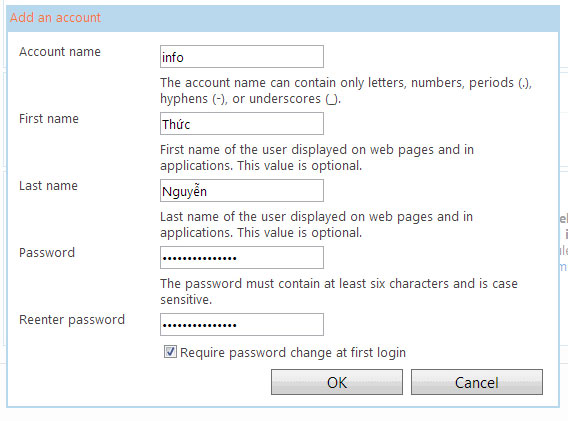 Add an account
Account name
info
The account name can contain only letters, numbers, periods (.),
hyphens (-), or underscores (_).
First name
Thức
First name of the user displayed on web pages and in
applications. This value is optional.
Last name
Nguyễn
Last name of the user displayed on web pages and in
applications. This value is optional.
Password
•••••••••••••••
The password must contain at least six characters and is case
sensitive.
Reenter password
•••••••••••••••
Require password change at first login
OK
Cancel